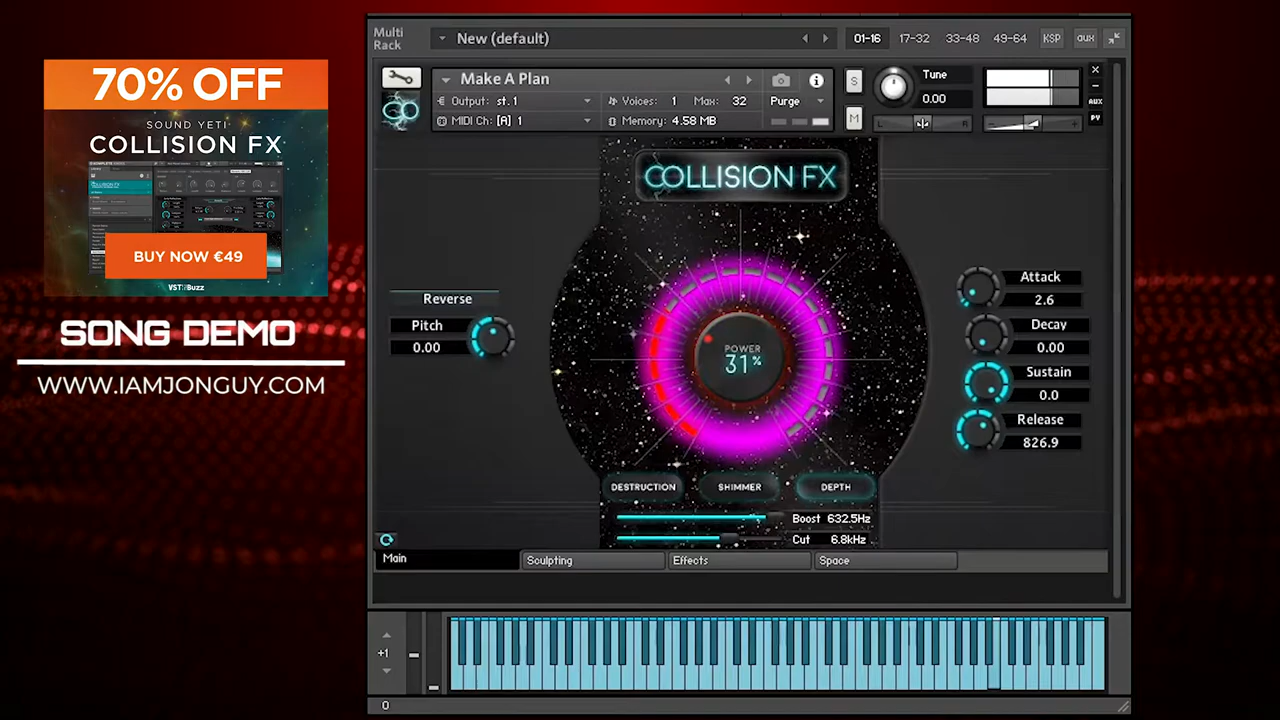 70% OFF
SOUND YETI
COLLISION FX
BUY NOW €49
VSTBuzz
SONG DEMO
WWW.IAMJONGUY.COM
Multi Rack
New (default)
01-16 17-32 33-48 49-64 KSP aux
Make A Plan
Output: st.1 Voices: 1 Max: 32 Purge
MIDI Ch: [A] 1 Memory: 4.58 MB
S
M
Tune
0.00
L R
AUX
PV
COLLISION FX
Reverse
Pitch
0.00
POWER
31%
Attack
2.6
Decay
0.00
Sustain
0.0
Release
826.9
DESTRUCTION SHIMMER DEPTH
Boost 632.5Hz
Cut 6.8kHz
Main Sculpting Effects Space
+1
0